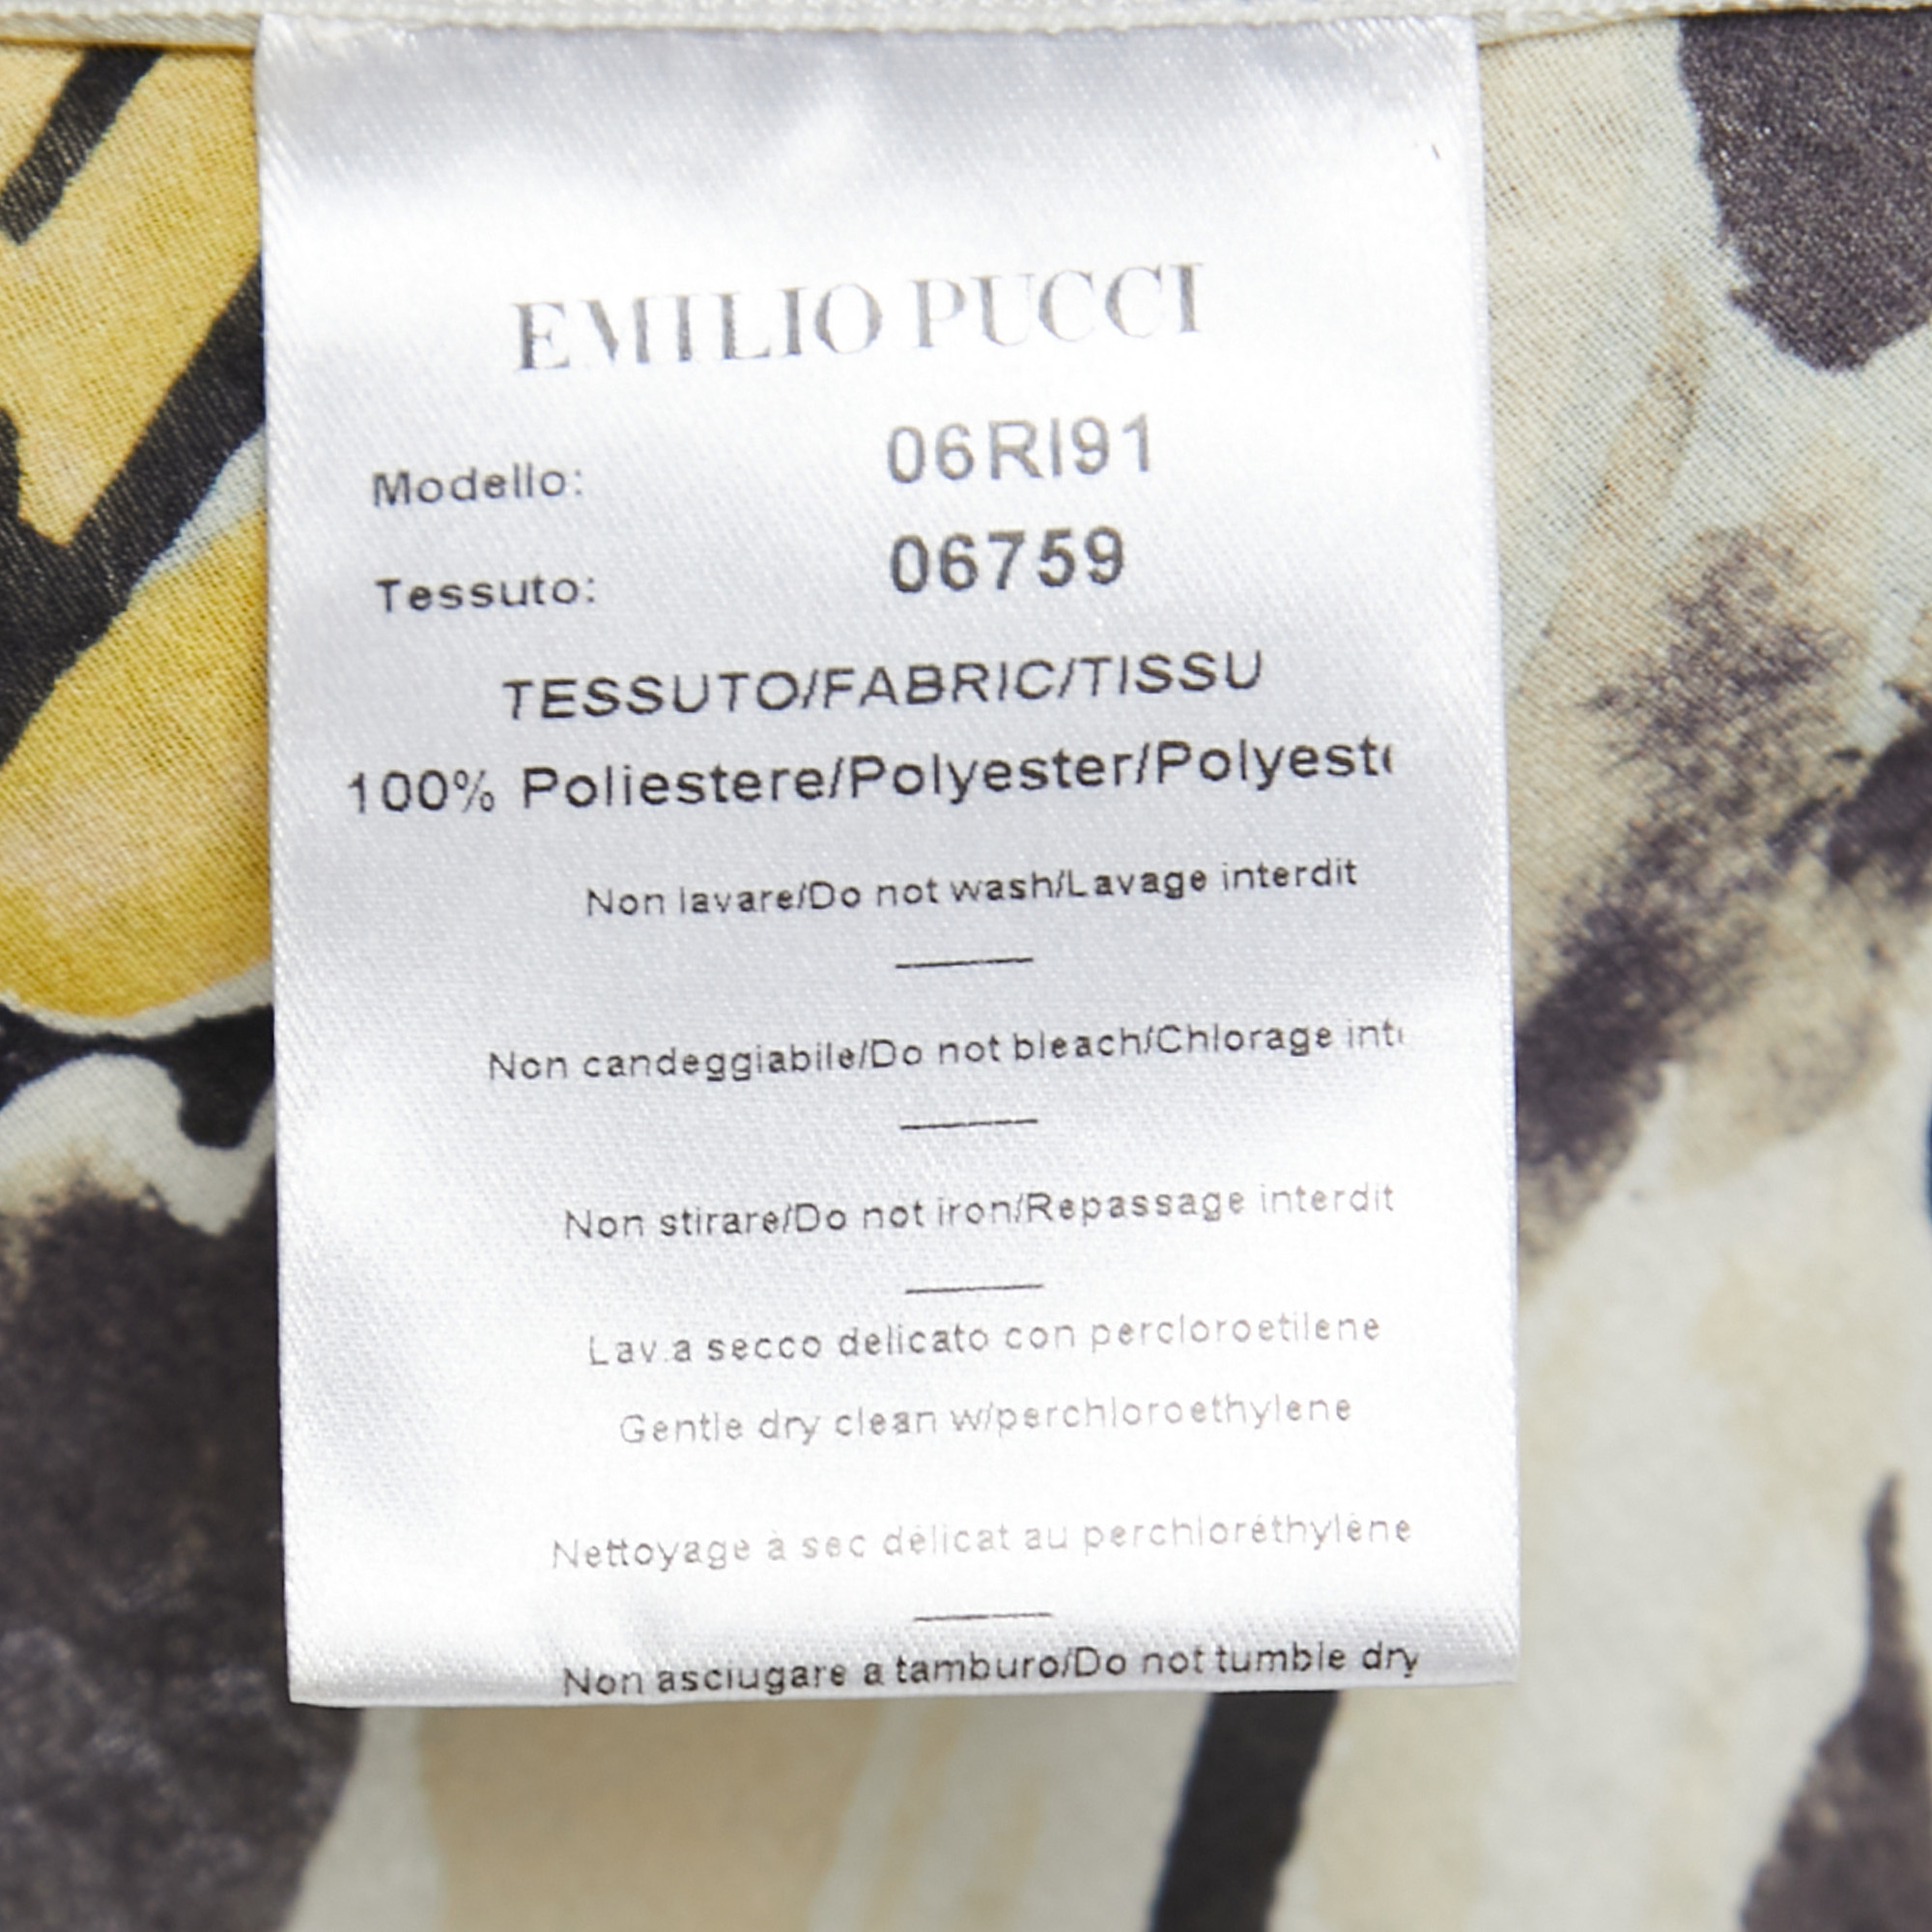 EMILIO PUCCI
Modello: 06RI91
Tessuto: 06759
TESSUTO/FABRIC/TISSU
100% Poliestere/Polyester/Polyest
Non lavare/Do not wash/Lavage interdit
Non candeggiabile/Do not bleach/Chlorage int
Non stirare/Do not iron/Repassage interdit
Lav.a secco delicato con percloroetilene
Gentle dry clean w/perchloroethylene
Nettoyage à sec délicat au perchloréthylène
Non asciugare a tamburo/Do not tumble dry